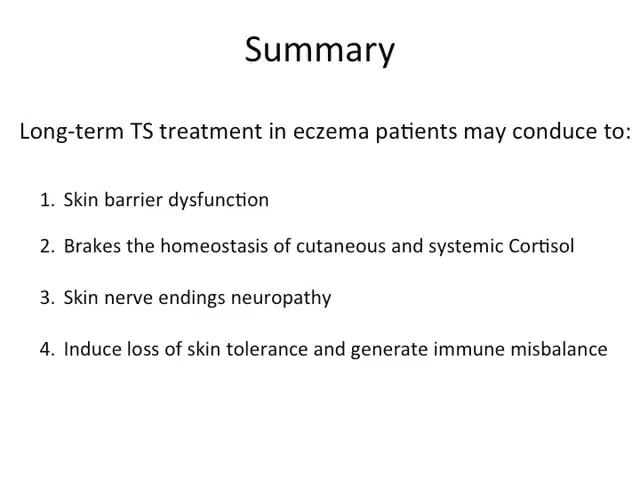 Summary
Long-term TS treatment in eczema patients may conduce to:
1. Skin barrier dysfunction
2. Brakes the homeostasis of cutaneous and systemic Cortisol
3. Skin nerve endings neuropathy
4. Induce loss of skin tolerance and generate immune misbalance